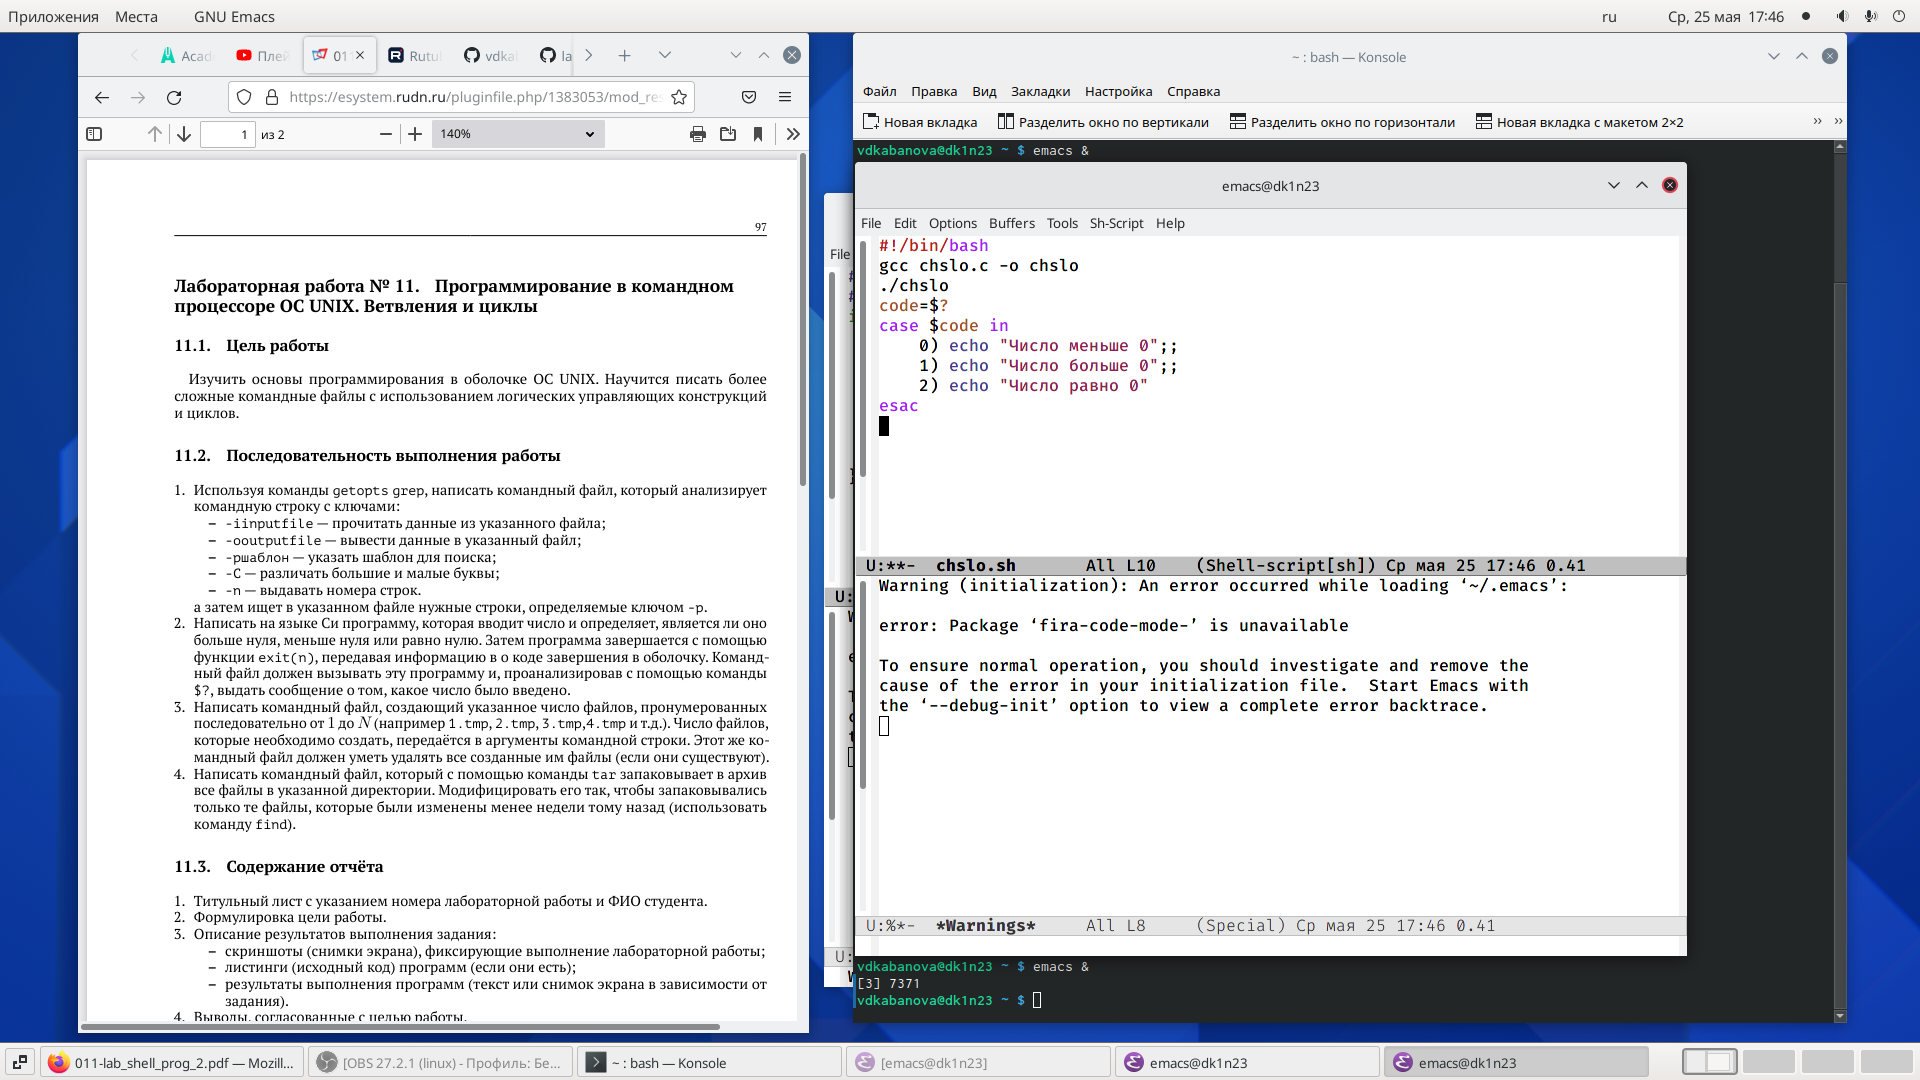 Приложения Места GNU Emacs
ru Ср, 25 мая 17:46
Acad Плей 011 Rutu vdka la
https://esystem.rudn.ru/pluginfile.php/1383053/mod_res
1 из 2 140%
97
Лабораторная работа № 11. Программирование в командном
процессоре ОС UNIX. Ветвления и циклы
11.1. Цель работы
Изучить основы программирования в оболочке ОС UNIX. Научится писать более
сложные командные файлы с использованием логических управляющих конструкций
и циклов.
11.2. Последовательность выполнения работы
1. Используя команды getopts grep, написать командный файл, который анализирует
командную строку с ключами:
– -iinputfile — прочитать данные из указанного файла;
– -ooutputfile — вывести данные в указанный файл;
– -pшаблон — указать шаблон для поиска;
– -C — различать большие и малые буквы;
– -n — выдавать номера строк.
а затем ищет в указанном файле нужные строки, определяемые ключом -p.
2. Написать на языке Си программу, которая вводит число и определяет, является ли оно
больше нуля, меньше нуля или равно нулю. Затем программа завершается с помощью
функции exit(n), передавая информацию в о коде завершения в оболочку. Команд-
ный файл должен вызывать эту программу и, проанализировав с помощью команды
$?, выдать сообщение о том, какое число было введено.
3. Написать командный файл, создающий указанное число файлов, пронумерованных
последовательно от 1 до N (например 1.tmp, 2.tmp, 3.tmp,4.tmp и т.д.). Число файлов,
которые необходимо создать, передаётся в аргументы командной строки. Этот же ко-
мандный файл должен уметь удалять все созданные им файлы (если они существуют).
4. Написать командный файл, который с помощью команды tar запаковывает в архив
все файлы в указанной директории. Модифицировать его так, чтобы запаковывались
только те файлы, которые были изменены менее недели тому назад (использовать
команду find).
11.3. Содержание отчёта
1. Титульный лист с указанием номера лабораторной работы и ФИО студента.
2. Формулировка цели работы.
3. Описание результатов выполнения задания:
– скриншоты (снимки экрана), фиксирующие выполнение лабораторной работы;
– листинги (исходный код) программ (если они есть);
– результаты выполнения программ (текст или снимок экрана в зависимости от
задания).
4. Выводы, согласованные с целью работы.
File
U:
U:
~ : bash — Konsole
Файл Правка Вид Закладки Настройка Справка
Новая вкладка Разделить окно по вертикали Разделить окно по горизонтали Новая вкладка с макетом 2×2
vdkabanova@dk1n23 ~ $ emacs &
emacs@dk1n23
File Edit Options Buffers Tools Sh-Script Help
#!/bin/bash
gcc chslo.c -o chslo
./chslo
code=$?
case $code in
0) echo "Число меньше 0";;
1) echo "Число больше 0";;
2) echo "Число равно 0"
esac
U:**- chslo.sh All L10 (Shell-script[sh]) Ср мая 25 17:46 0.41
Warning (initialization): An error occurred while loading ‘~/.emacs’:
error: Package ‘fira-code-mode-’ is unavailable
To ensure normal operation, you should investigate and remove the
cause of the error in your initialization file. Start Emacs with
the ‘--debug-init’ option to view a complete error backtrace.
U:%*- *Warnings* All L8 (Special) Ср мая 25 17:46 0.41
vdkabanova@dk1n23 ~ $ emacs &
[3] 7371
vdkabanova@dk1n23 ~ $
011-lab_shell_prog_2.pdf — Mozill... [OBS 27.2.1 (linux) - Профиль: Бе... ~ : bash — Konsole [emacs@dk1n23] emacs@dk1n23 emacs@dk1n23